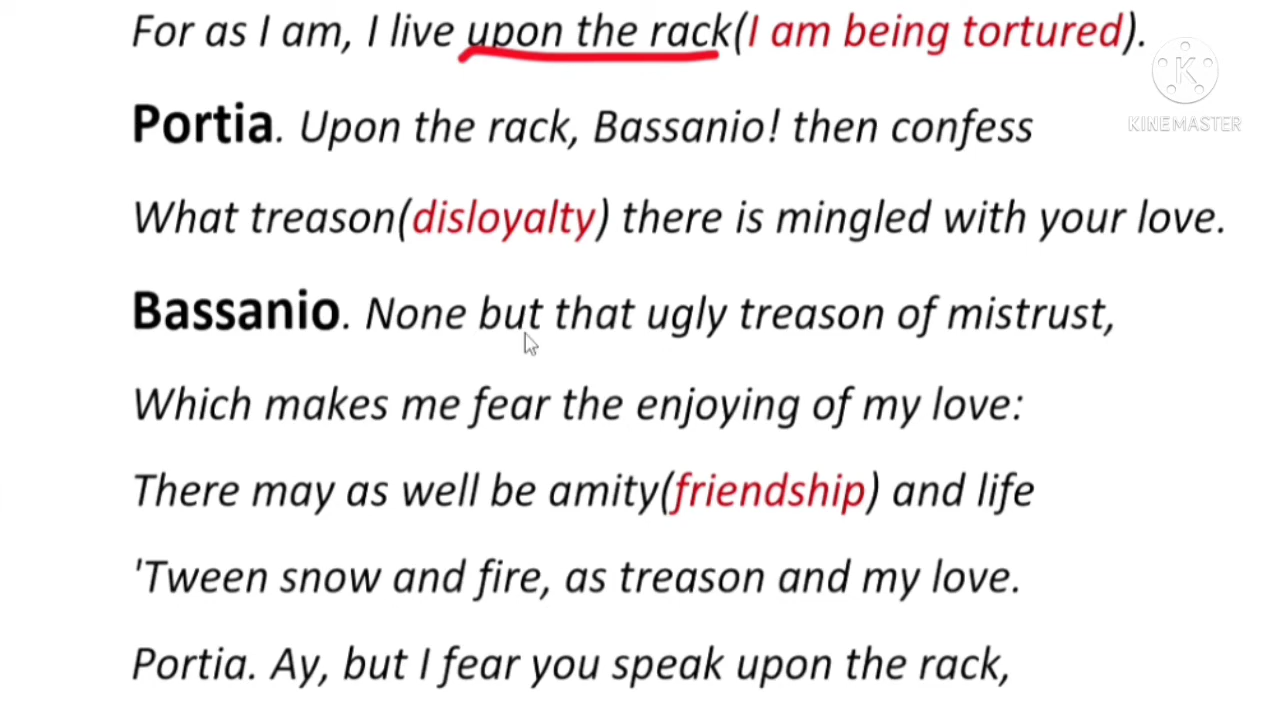 For as I am, I live upon the rack(I am being tortured).
Portia. Upon the rack, Bassanio! then confess
What treason(disloyalty) there is mingled with your love.
Bassanio. None but that ugly treason of mistrust,
Which makes me fear the enjoying of my love:
There may as well be amity(friendship) and life
'Tween snow and fire, as treason and my love.
Portia. Ay, but I fear you speak upon the rack,
K
KINEMASTER